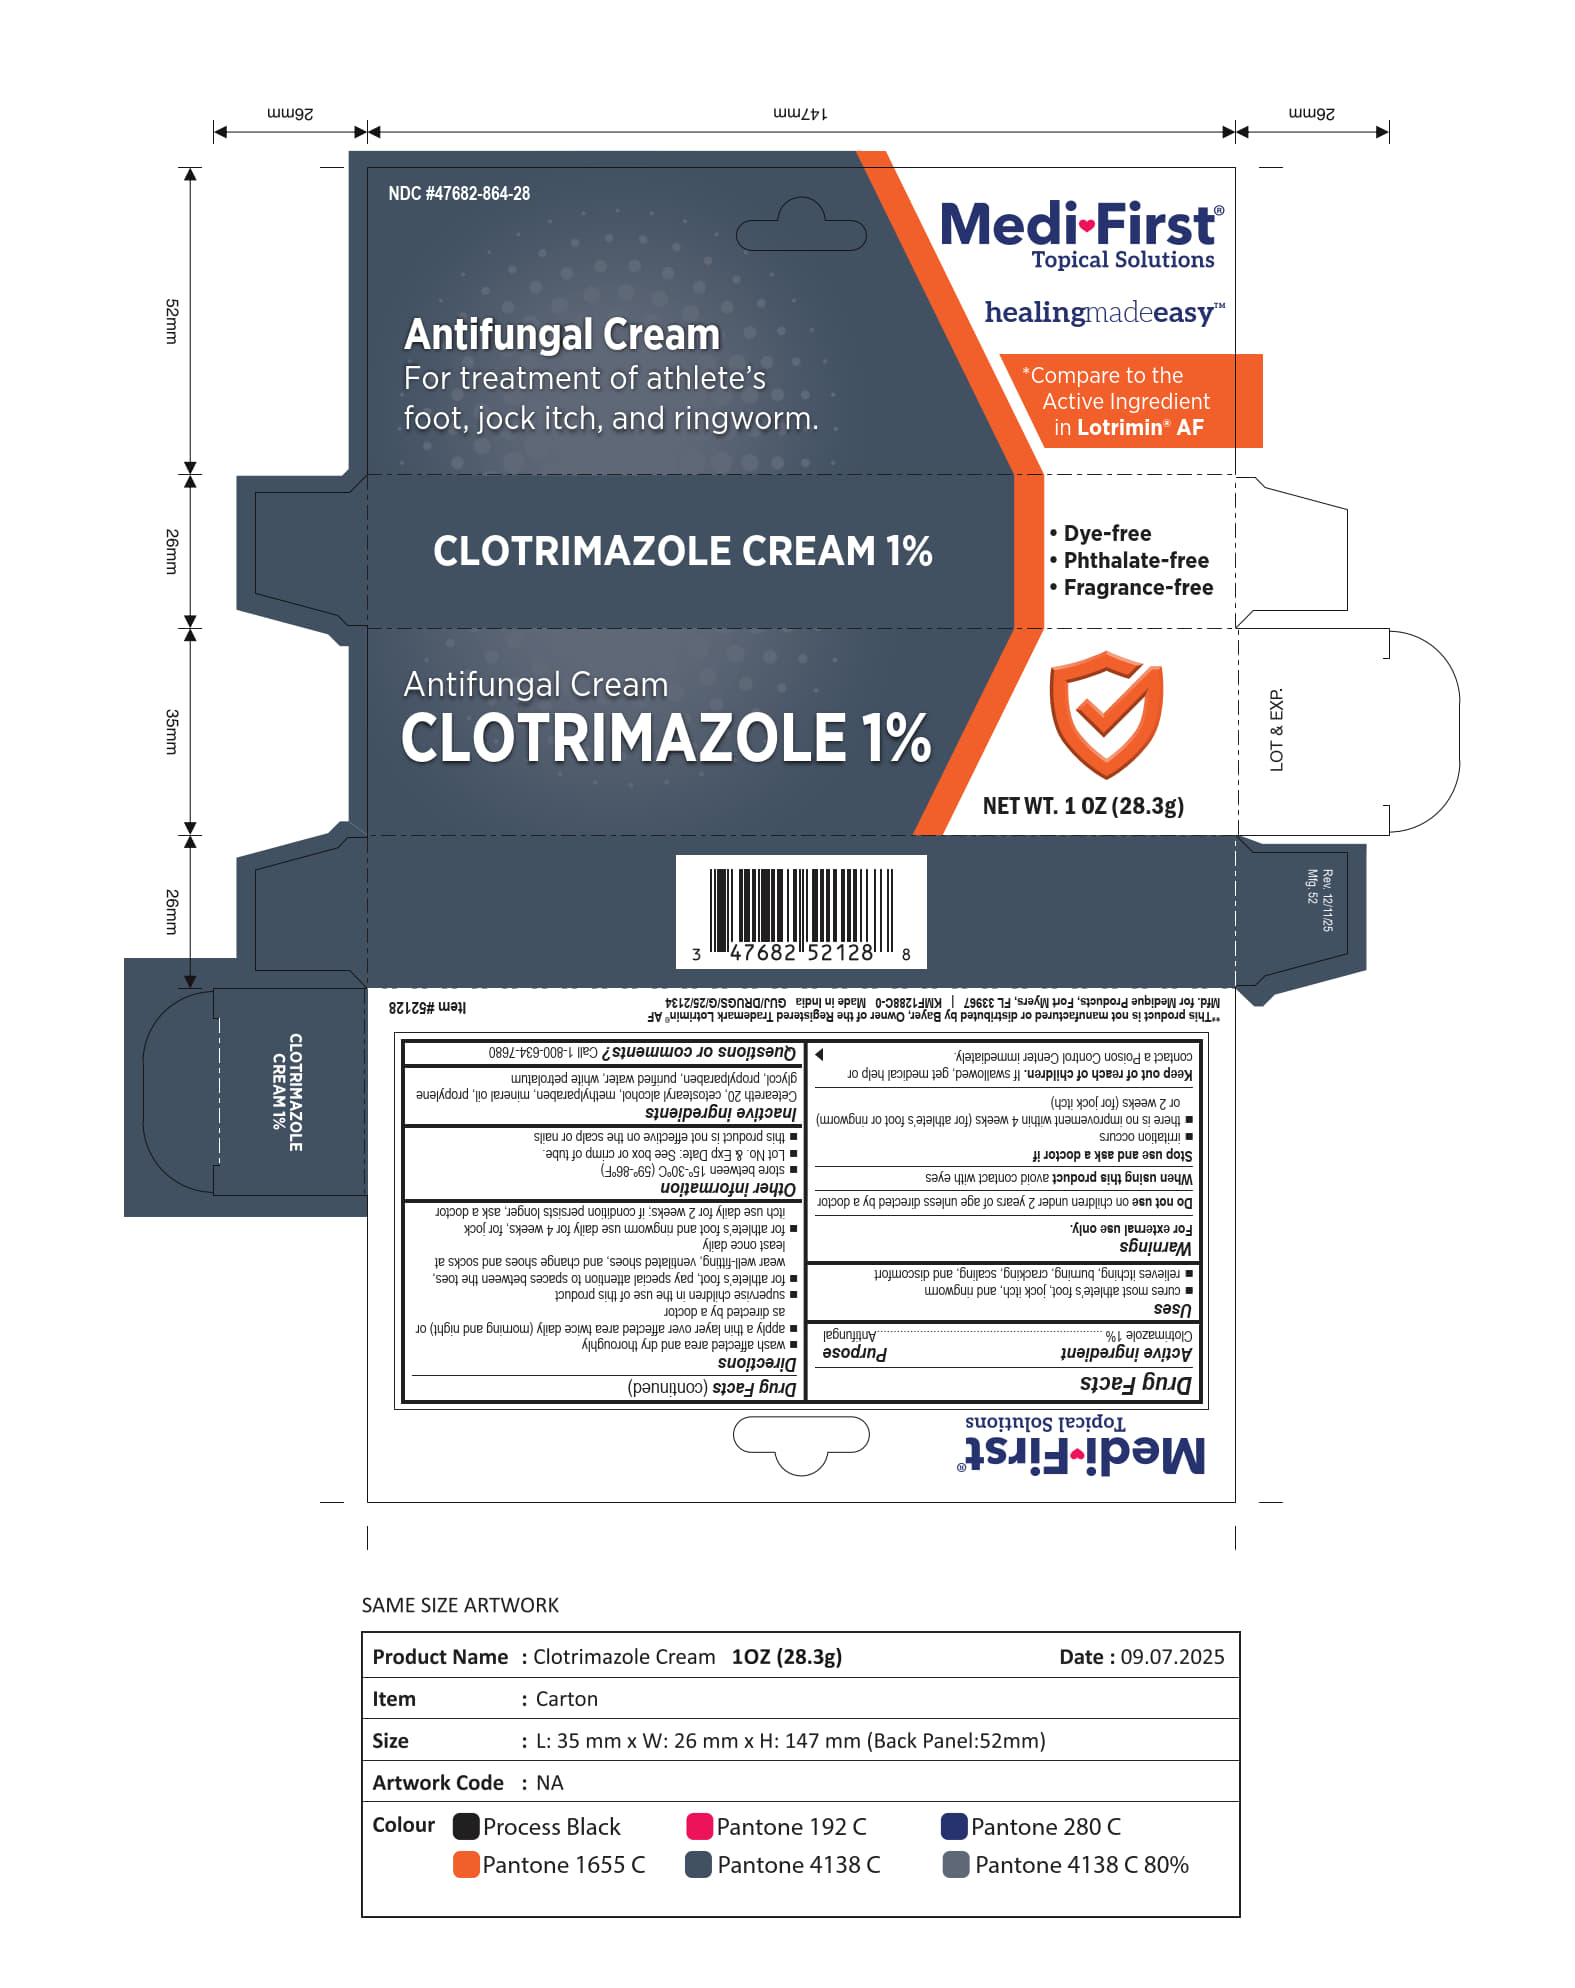 26mm
147mm
26mm
52mm
26mm
35mm
26mm
NDC #47682-864-28
Medi♥First®
Topical Solutions
healingmadeeasy™
Antifungal Cream
For treatment of athlete's
foot, jock itch, and ringworm.
*Compare to the
Active Ingredient
in Lotrimin® AF
CLOTRIMAZOLE CREAM 1%
• Dye-free
• Phthalate-free
• Fragrance-free
Antifungal Cream
CLOTRIMAZOLE 1%
NET WT. 1 OZ (28.3g)
LOT & EXP.
3 47682 52128 8
Rev. 12/11/25
Mfg. 52
CLOTRIMAZOLE
CREAM 1%
Medi♥First®
Topical Solutions
Drug Facts
Active ingredient Purpose
Clotrimazole 1%.....Antifungal
Uses
■ cures most athlete's foot, jock itch, and ringworm
■ relieves itching, burning, cracking, scaling, and discomfort
Warnings
For external use only.
Do not use on children under 2 years of age unless directed by a doctor
When using this product avoid contact with eyes
Stop use and ask a doctor if
■ irritation occurs
■ there is no improvement within 4 weeks (for athlete's foot or ringworm)
or 2 weeks (for jock itch)
Keep out of reach of children. If swallowed, get medical help or
contact a Poison Control Center immediately.
Drug Facts (continued)
Directions
■ wash affected area and dry thoroughly
■ apply a thin layer over affected area twice daily (morning and night) or
as directed by a doctor
■ supervise children in the use of this product
■ for athlete's foot, pay special attention to spaces between the toes,
wear well-fitting, ventilated shoes, and change shoes and socks at
least once daily
■ for athlete's foot and ringworm use daily for 4 weeks, for jock
itch use daily for 2 weeks; if condition persists longer, ask a doctor
Other information
■ store between 15º-30ºC (59º-86ºF)
■ Lot No. & Exp Date: See box or crimp of tube.
■ this product is not effective on the scalp or nails
Inactive ingredients
Ceteareth 20, cetostearyl alcohol, methylparaben, mineral oil, propylene
glycol, propylparaben, purified water, white petrolatum
Questions or comments? Call 1-800-634-7680
**This product is not manufactured or distributed by Bayer, Owner of the Registered Trademark Lotrimin® AF
Mfd. for Medique Products, Fort Myers, FL 33967 | KMF1288C-0 Made in India GUJ/DRUGS/G/25/2134
Item #52128
SAME SIZE ARTWORK
Product Name : Clotrimazole Cream 1OZ (28.3g) Date : 09.07.2025
Item : Carton
Size : L: 35 mm x W: 26 mm x H: 147 mm (Back Panel:52mm)
Artwork Code : NA
Colour Process Black Pantone 192 C Pantone 280 C
Pantone 1655 C Pantone 4138 C Pantone 4138 C 80%